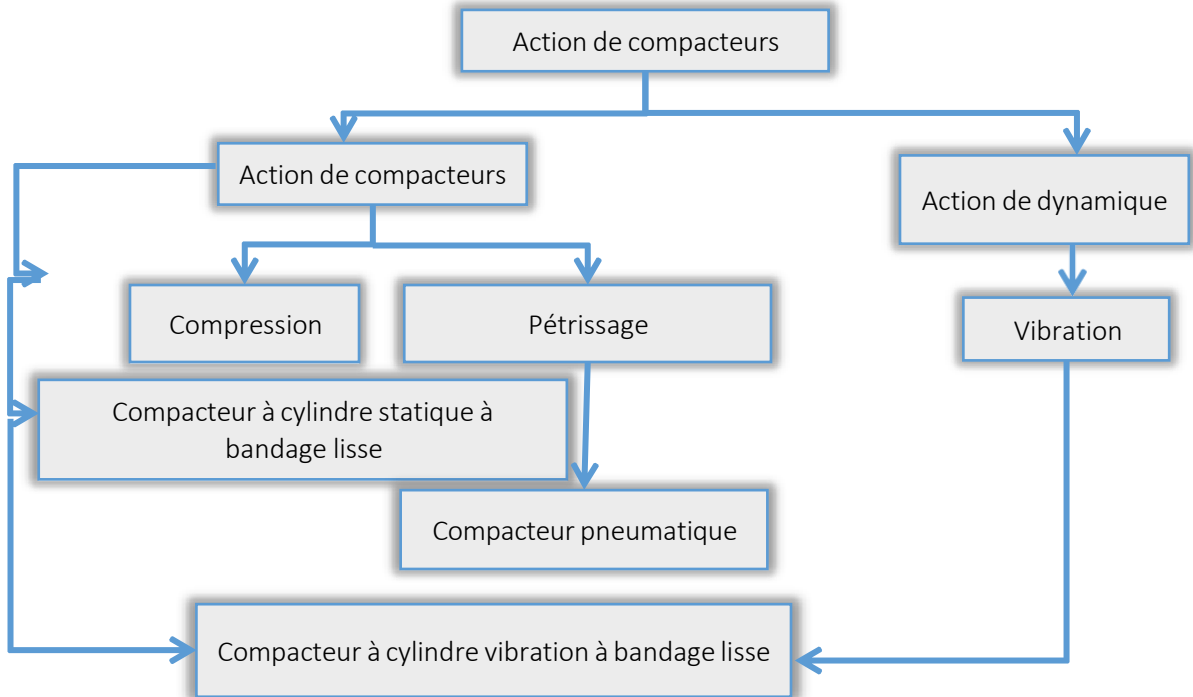 Action de compacteurs
Action de compacteurs
Action de dynamique
Compression
Pétrissage
Vibration
Compacteur à cylindre statique à
bandage lisse
Compacteur pneumatique
Compacteur à cylindre vibration à bandage lisse